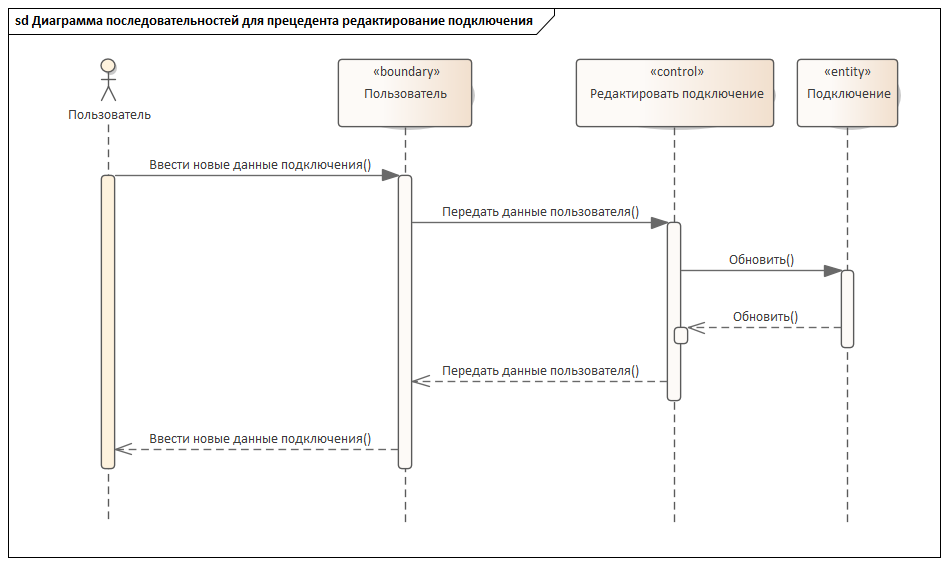 sd Диаграмма последовательностей для прецедента редактирование подключения
Пользователь
«boundary»
Пользователь
«control»
Редактировать подключение
«entity»
Подключение
Ввести новые данные подключения()
Передать данные пользователя()
Обновить()
Обновить()
Передать данные пользователя()
Ввести новые данные подключения()